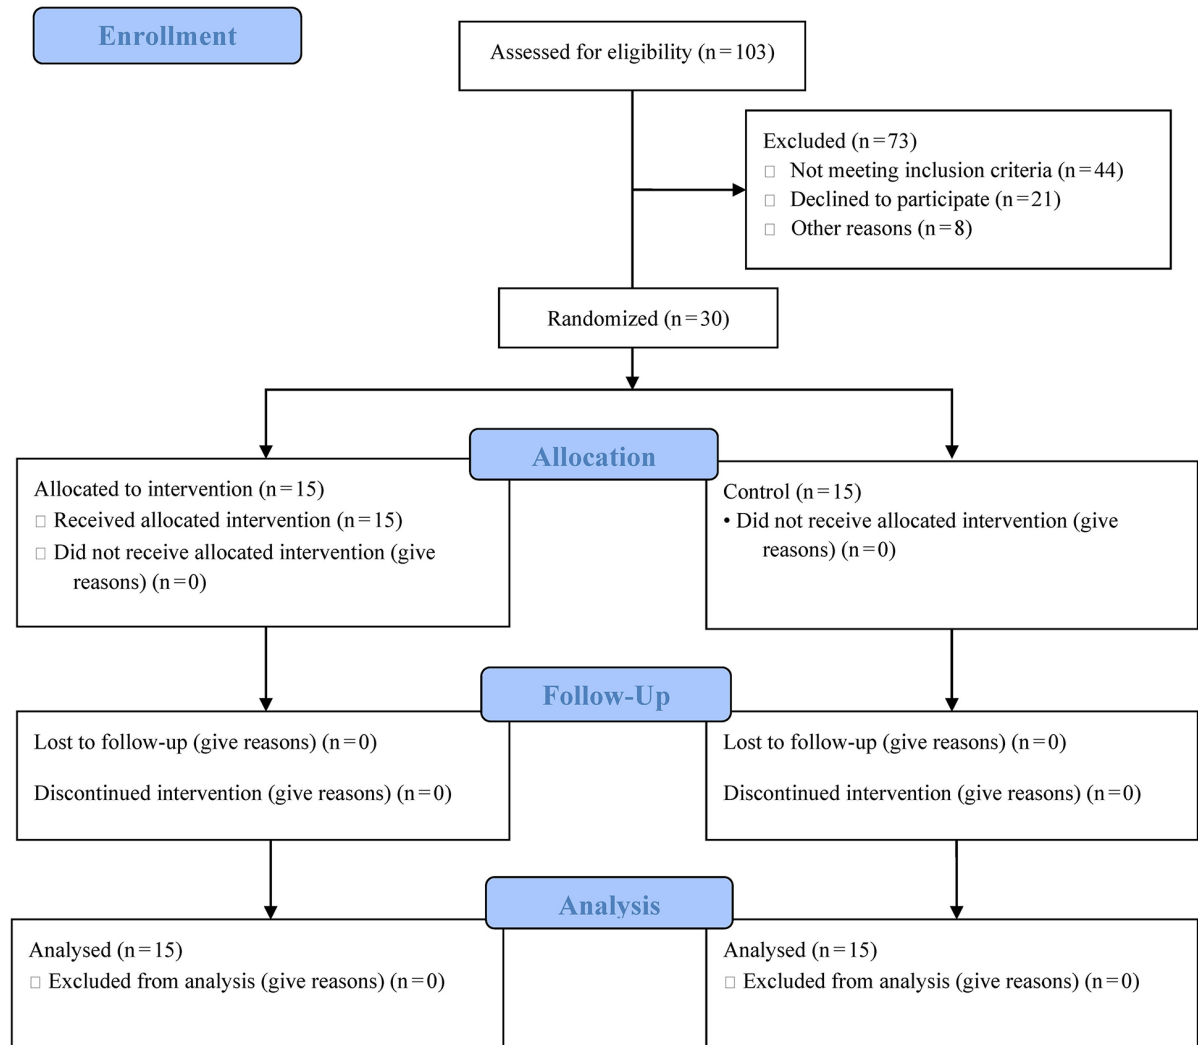 Enrollment
Assessed for eligibility (n=103)
Excluded (n=73)
□ Not meeting inclusion criteria (n=44)
□ Declined to participate (n=21)
□ Other reasons (n=8)
Randomized (n=30)
Allocation
Allocated to intervention (n=15)
□ Received allocated intervention (n=15)
□ Did not receive allocated intervention (give
reasons) (n=0)
Control (n=15)
• Did not receive allocated intervention (give
reasons) (n=0)
Follow-Up
Lost to follow-up (give reasons) (n=0)
Discontinued intervention (give reasons) (n=0)
Lost to follow-up (give reasons) (n=0)
Discontinued intervention (give reasons) (n=0)
Analysis
Analysed (n=15)
□ Excluded from analysis (give reasons) (n=0)
Analysed (n=15)
□ Excluded from analysis (give reasons) (n=0)